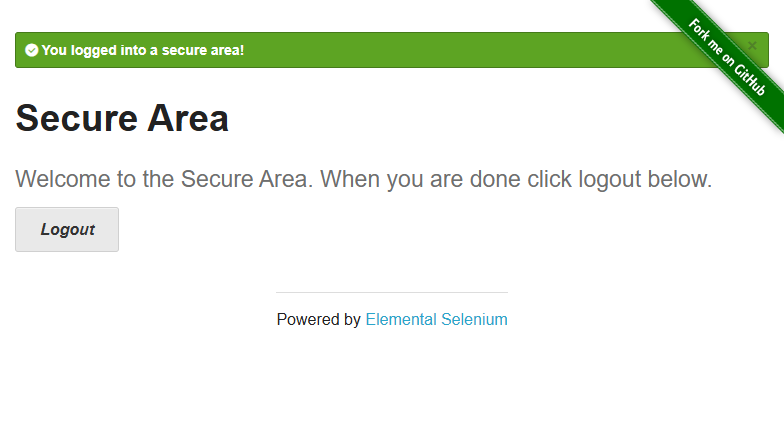 You logged into a secure area!
×
Fork me on GitHub
Secure Area
Welcome to the Secure Area. When you are done click logout below.
Logout
Powered by Elemental Selenium